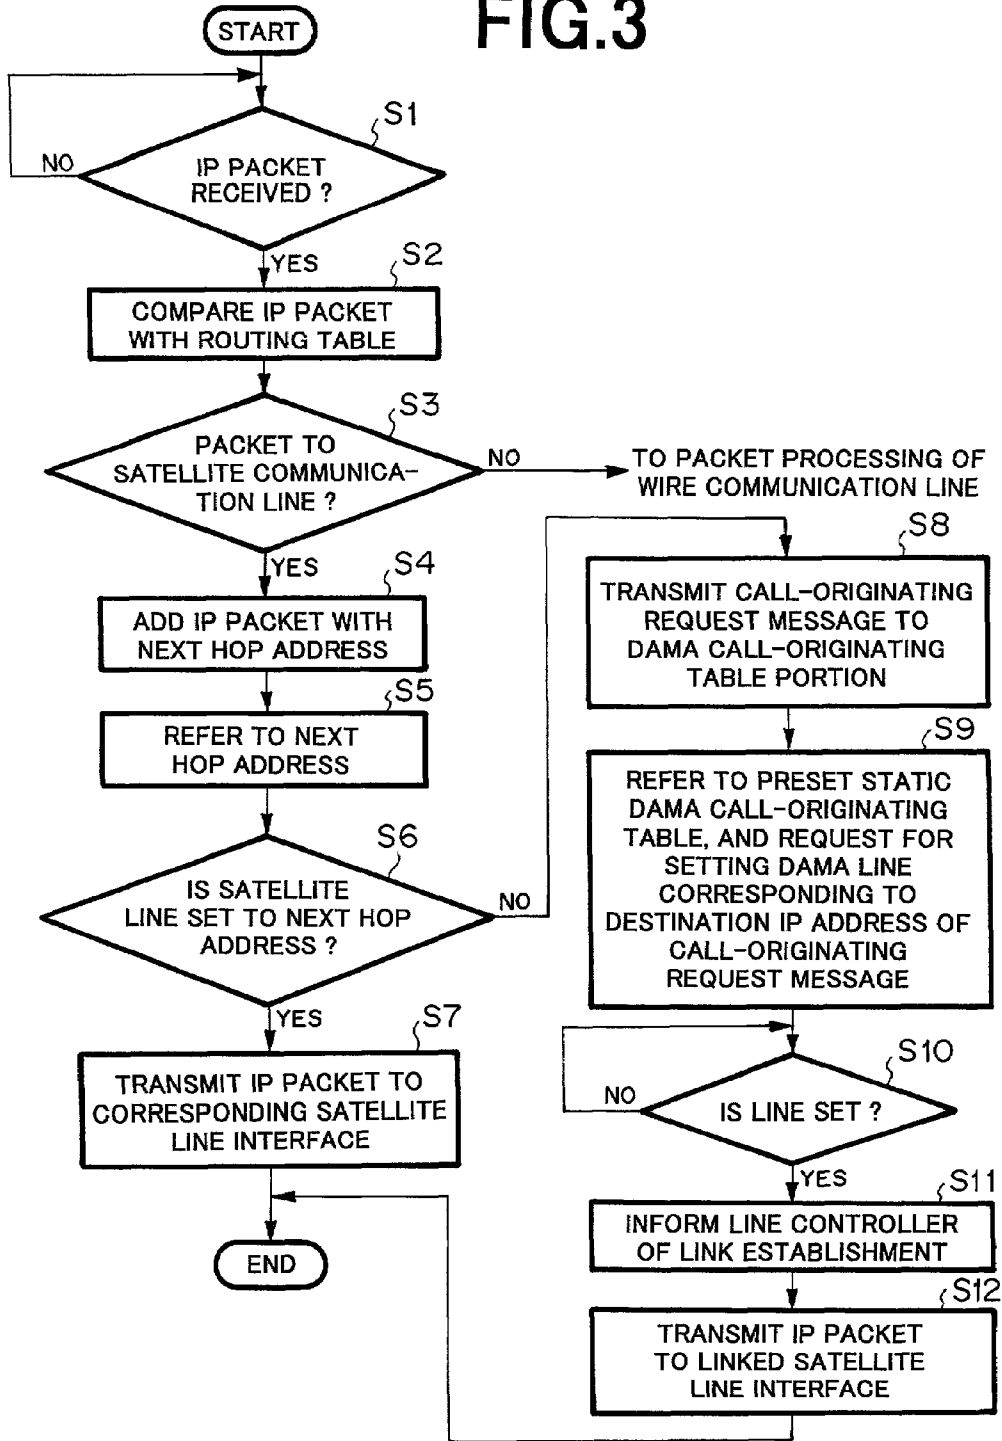 FIG.3
START
S1
NO
IP PACKET
RECEIVED ?
YES
S2
COMPARE IP PACKET
WITH ROUTING TABLE
S3
PACKET TO
SATELLITE COMMUNICA-
TION LINE ?
NO
TO PACKET PROCESSING OF
WIRE COMMUNICATION LINE
YES
S4
ADD IP PACKET WITH
NEXT HOP ADDRESS
S5
REFER TO NEXT
HOP ADDRESS
S6
IS SATELLITE
LINE SET TO NEXT HOP
ADDRESS ?
NO
YES
S7
TRANSMIT IP PACKET TO
CORRESPONDING SATELLITE
LINE INTERFACE
END
S8
TRANSMIT CALL-ORIGINATING
REQUEST MESSAGE TO
DAMA CALL-ORIGINATING
TABLE PORTION
S9
REFER TO PRESET STATIC
DAMA CALL-ORIGINATING
TABLE, AND REQUEST FOR
SETTING DAMA LINE
CORRESPONDING TO
DESTINATION IP ADDRESS OF
CALL-ORIGINATING
REQUEST MESSAGE
S10
NO
IS LINE SET ?
YES
S11
INFORM LINE CONTROLLER
OF LINK ESTABLISHMENT
S12
TRANSMIT IP PACKET
TO LINKED SATELLITE
LINE INTERFACE